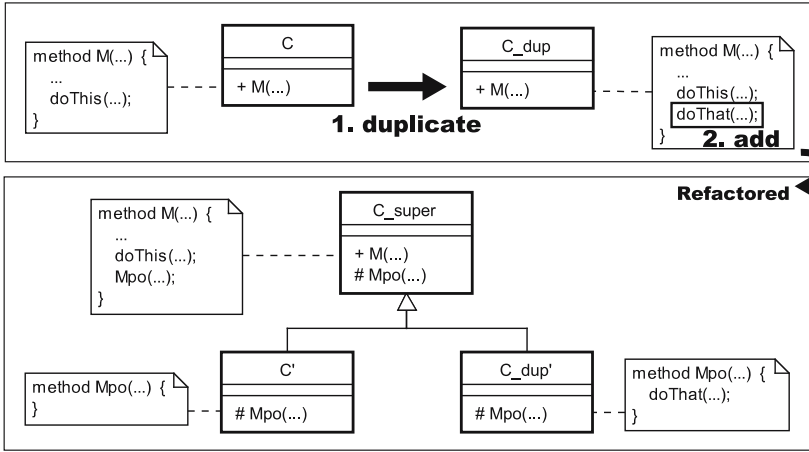 method M(...) {
...
doThis(...);
}
C
+ M(...)
1. duplicate
C_dup
+ M(...)
method M(...) {
...
doThis(...);
doThat(...);
}
2. add
Refactored
method M(...) {
...
doThis(...);
Mpo(...);
}
C_super
+ M(...)
# Mpo(...)
method Mpo(...) {
}
C'
# Mpo(...)
C_dup'
# Mpo(...)
method Mpo(...) {
doThat(...);
}